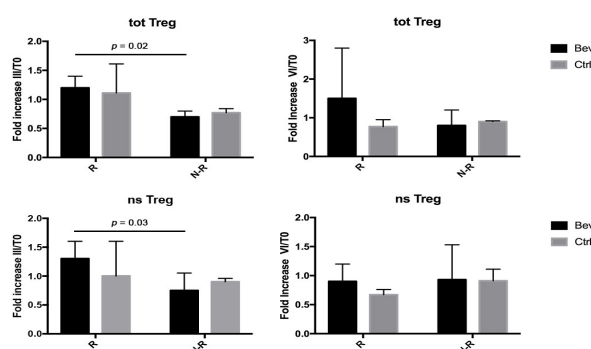 tot Treg
Fold increase III/T0
2.0
1.5
1.0
0.5
0.0
p = 0.02
R
N-R
tot Treg
Fold increase VI/T0
3
2
1
0
R
N-R
Bev
Ctrl
ns Treg
Fold increase III/T0
2.0
1.5
1.0
0.5
0.0
p = 0.03
R
ns Treg
Fold increase VI/T0
2.0
1.5
1.0
0.5
0.0
R
Bev
Ctrl